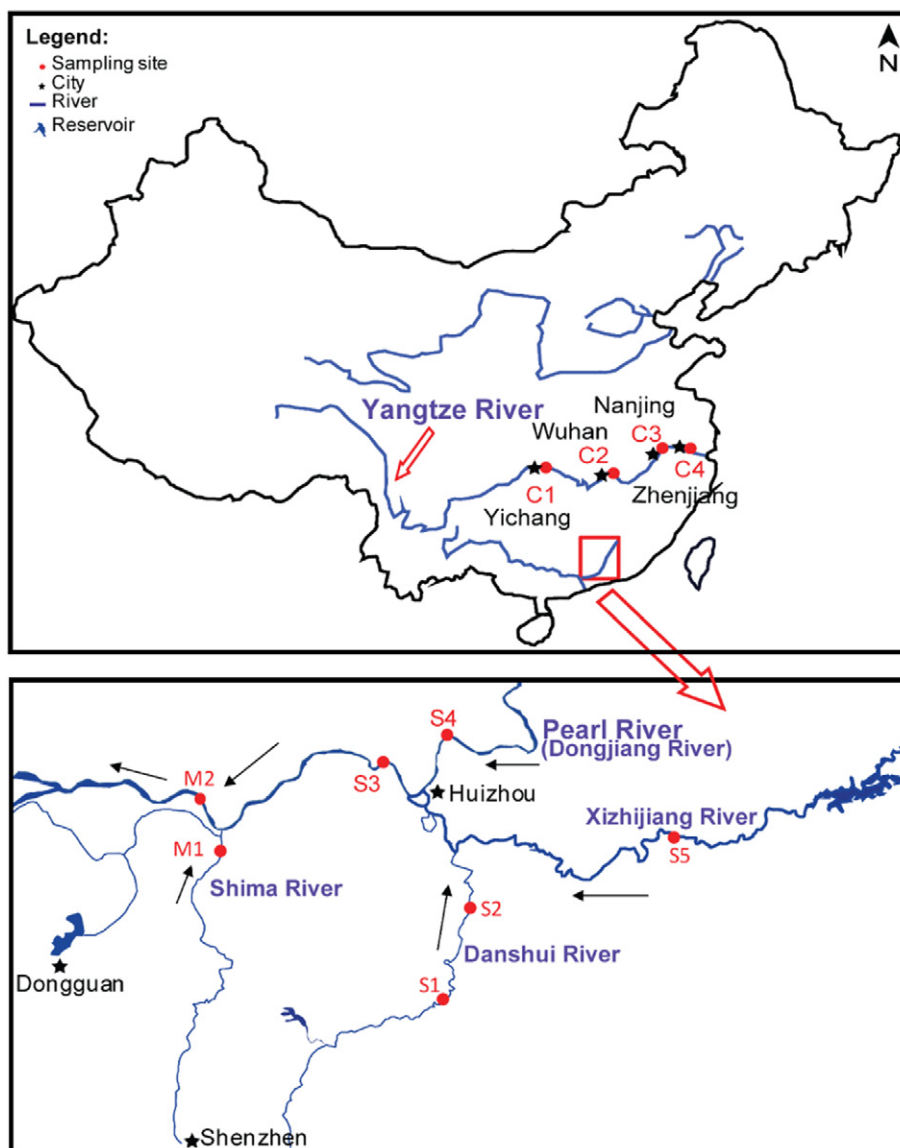 Legend:
Sampling site
City
River
Reservoir
N
Yangtze River
Nanjing
Wuhan
C3
C2
C4
C1
Zhenjiang
Yichang
S4
Pearl River
(Dongjiang River)
S3
M2
Huizhou
Xizhijiang River
M1
S5
Shima River
S2
Danshui River
Dongguan
S1
Shenzhen